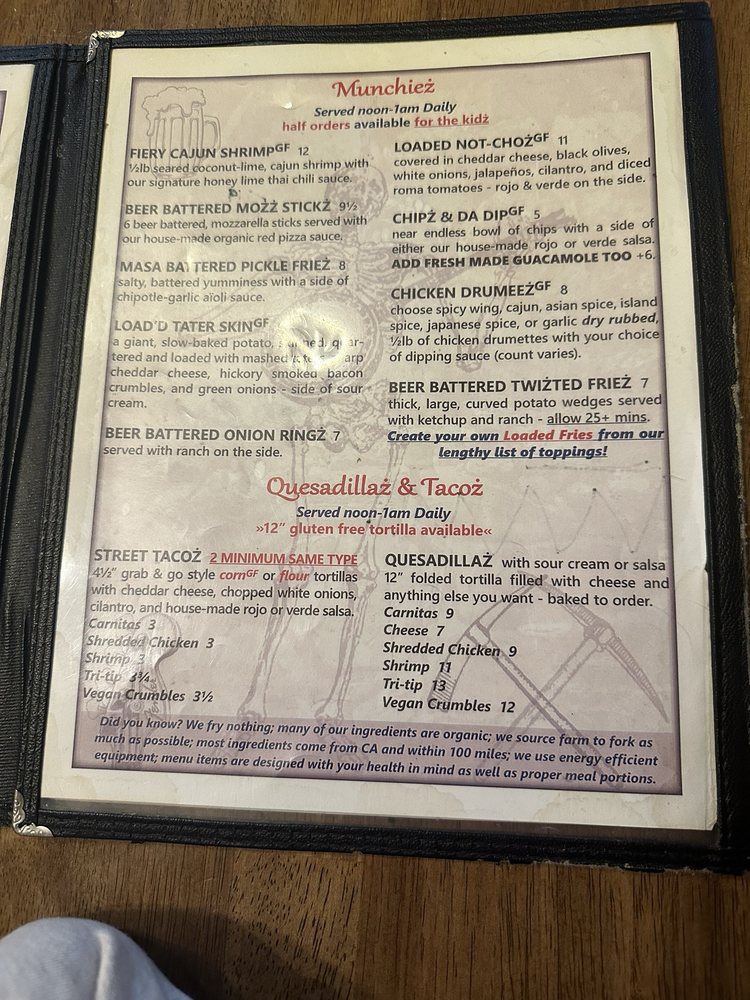 Munchież
Served noon-1am Daily
half orders available for the kidż
FIERY CAJUN SHRIMPGF 12
½lb seared coconut-lime, cajun shrimp with
our signature honey lime thai chili sauce.
BEER BATTERED MOŻŻ STICKŻ 9½
6 beer battered, mozzarella sticks served with
our house-made organic red pizza sauce.
MASA BATTERED PICKLE FRIEŻ 8
salty, battered yumminess with a side of
chipotle-garlic aïoli sauce.
LOAD'D TATER SKINGF
a giant, slow-baked potato, quar-
tered and loaded with mashed
cheddar cheese, hickory smoked bacon
crumbles, and green onions - side of sour
cream.
BEER BATTERED ONION RINGŻ 7
served with ranch on the side.
LOADED NOT-CHOŻGF 11
covered in cheddar cheese, black olives,
white onions, jalapeños, cilantro, and diced
roma tomatoes - rojo & verde on the side.
CHIPŻ & DA DIPGF 5
near endless bowl of chips with a side of
either our house-made rojo or verde salsa.
ADD FRESH MADE GUACAMOLE TOO +6.
CHICKEN DRUMEEŻGF 8
choose spicy wing, cajun, asian spice, island
spice, japanese spice, or garlic dry rubbed,
½lb of chicken drumettes with your choice
of dipping sauce (count varies).
BEER BATTERED TWIŻTED FRIEŻ 7
thick, large, curved potato wedges served
with ketchup and ranch - allow 25+ mins.
Create your own Loaded Fries from our
lengthy list of toppings!
Quesadillaż & Tacoż
Served noon-1am Daily
»12" gluten free tortilla available«
STREET TACOŻ 2 MINIMUM SAME TYPE
4½" grab & go style cornGF or flour tortillas
with cheddar cheese, chopped white onions,
cilantro, and house-made rojo or verde salsa.
Carnitas 3
Shredded Chicken 3
Shrimp 3
Tri-tip 3¾
Vegan Crumbles 3½
QUESADILLAŻ with sour cream or salsa
12" folded tortilla filled with cheese and
anything else you want - baked to order.
Carnitas 9
Cheese 7
Shredded Chicken 9
Shrimp 11
Tri-tip 13
Vegan Crumbles 12
Did you know? We fry nothing; many of our ingredients are organic; we source farm to fork as
much as possible; most ingredients come from CA and within 100 miles; we use energy efficient
equipment; menu items are designed with your health in mind as well as proper meal portions.